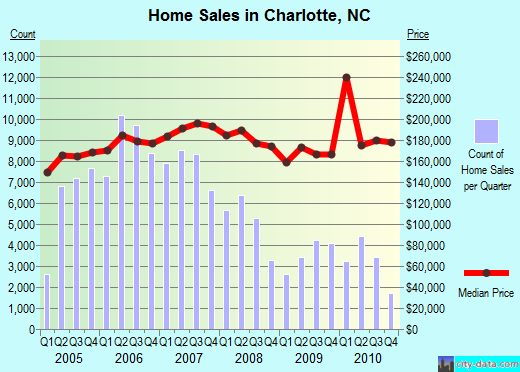 Home Sales in Charlotte, NC
Count
Price
13,000
12,000
11,000
10,000
9,000
8,000
7,000
6,000
5,000
4,000
3,000
2,000
1,000
0
$260,000
$240,000
$220,000
$200,000
$180,000
$160,000
$140,000
$120,000
$100,000
$80,000
$60,000
$40,000
$20,000
$0
Count of
Home Sales
per Quarter
Median Price
Q1 Q2 Q3 Q4 Q1 Q2 Q3 Q4 Q1 Q2 Q3 Q4 Q1 Q2 Q3 Q4 Q1 Q2 Q3 Q4 Q1 Q2 Q3 Q4
2005 2006 2007 2008 2009 2010
city-data.com